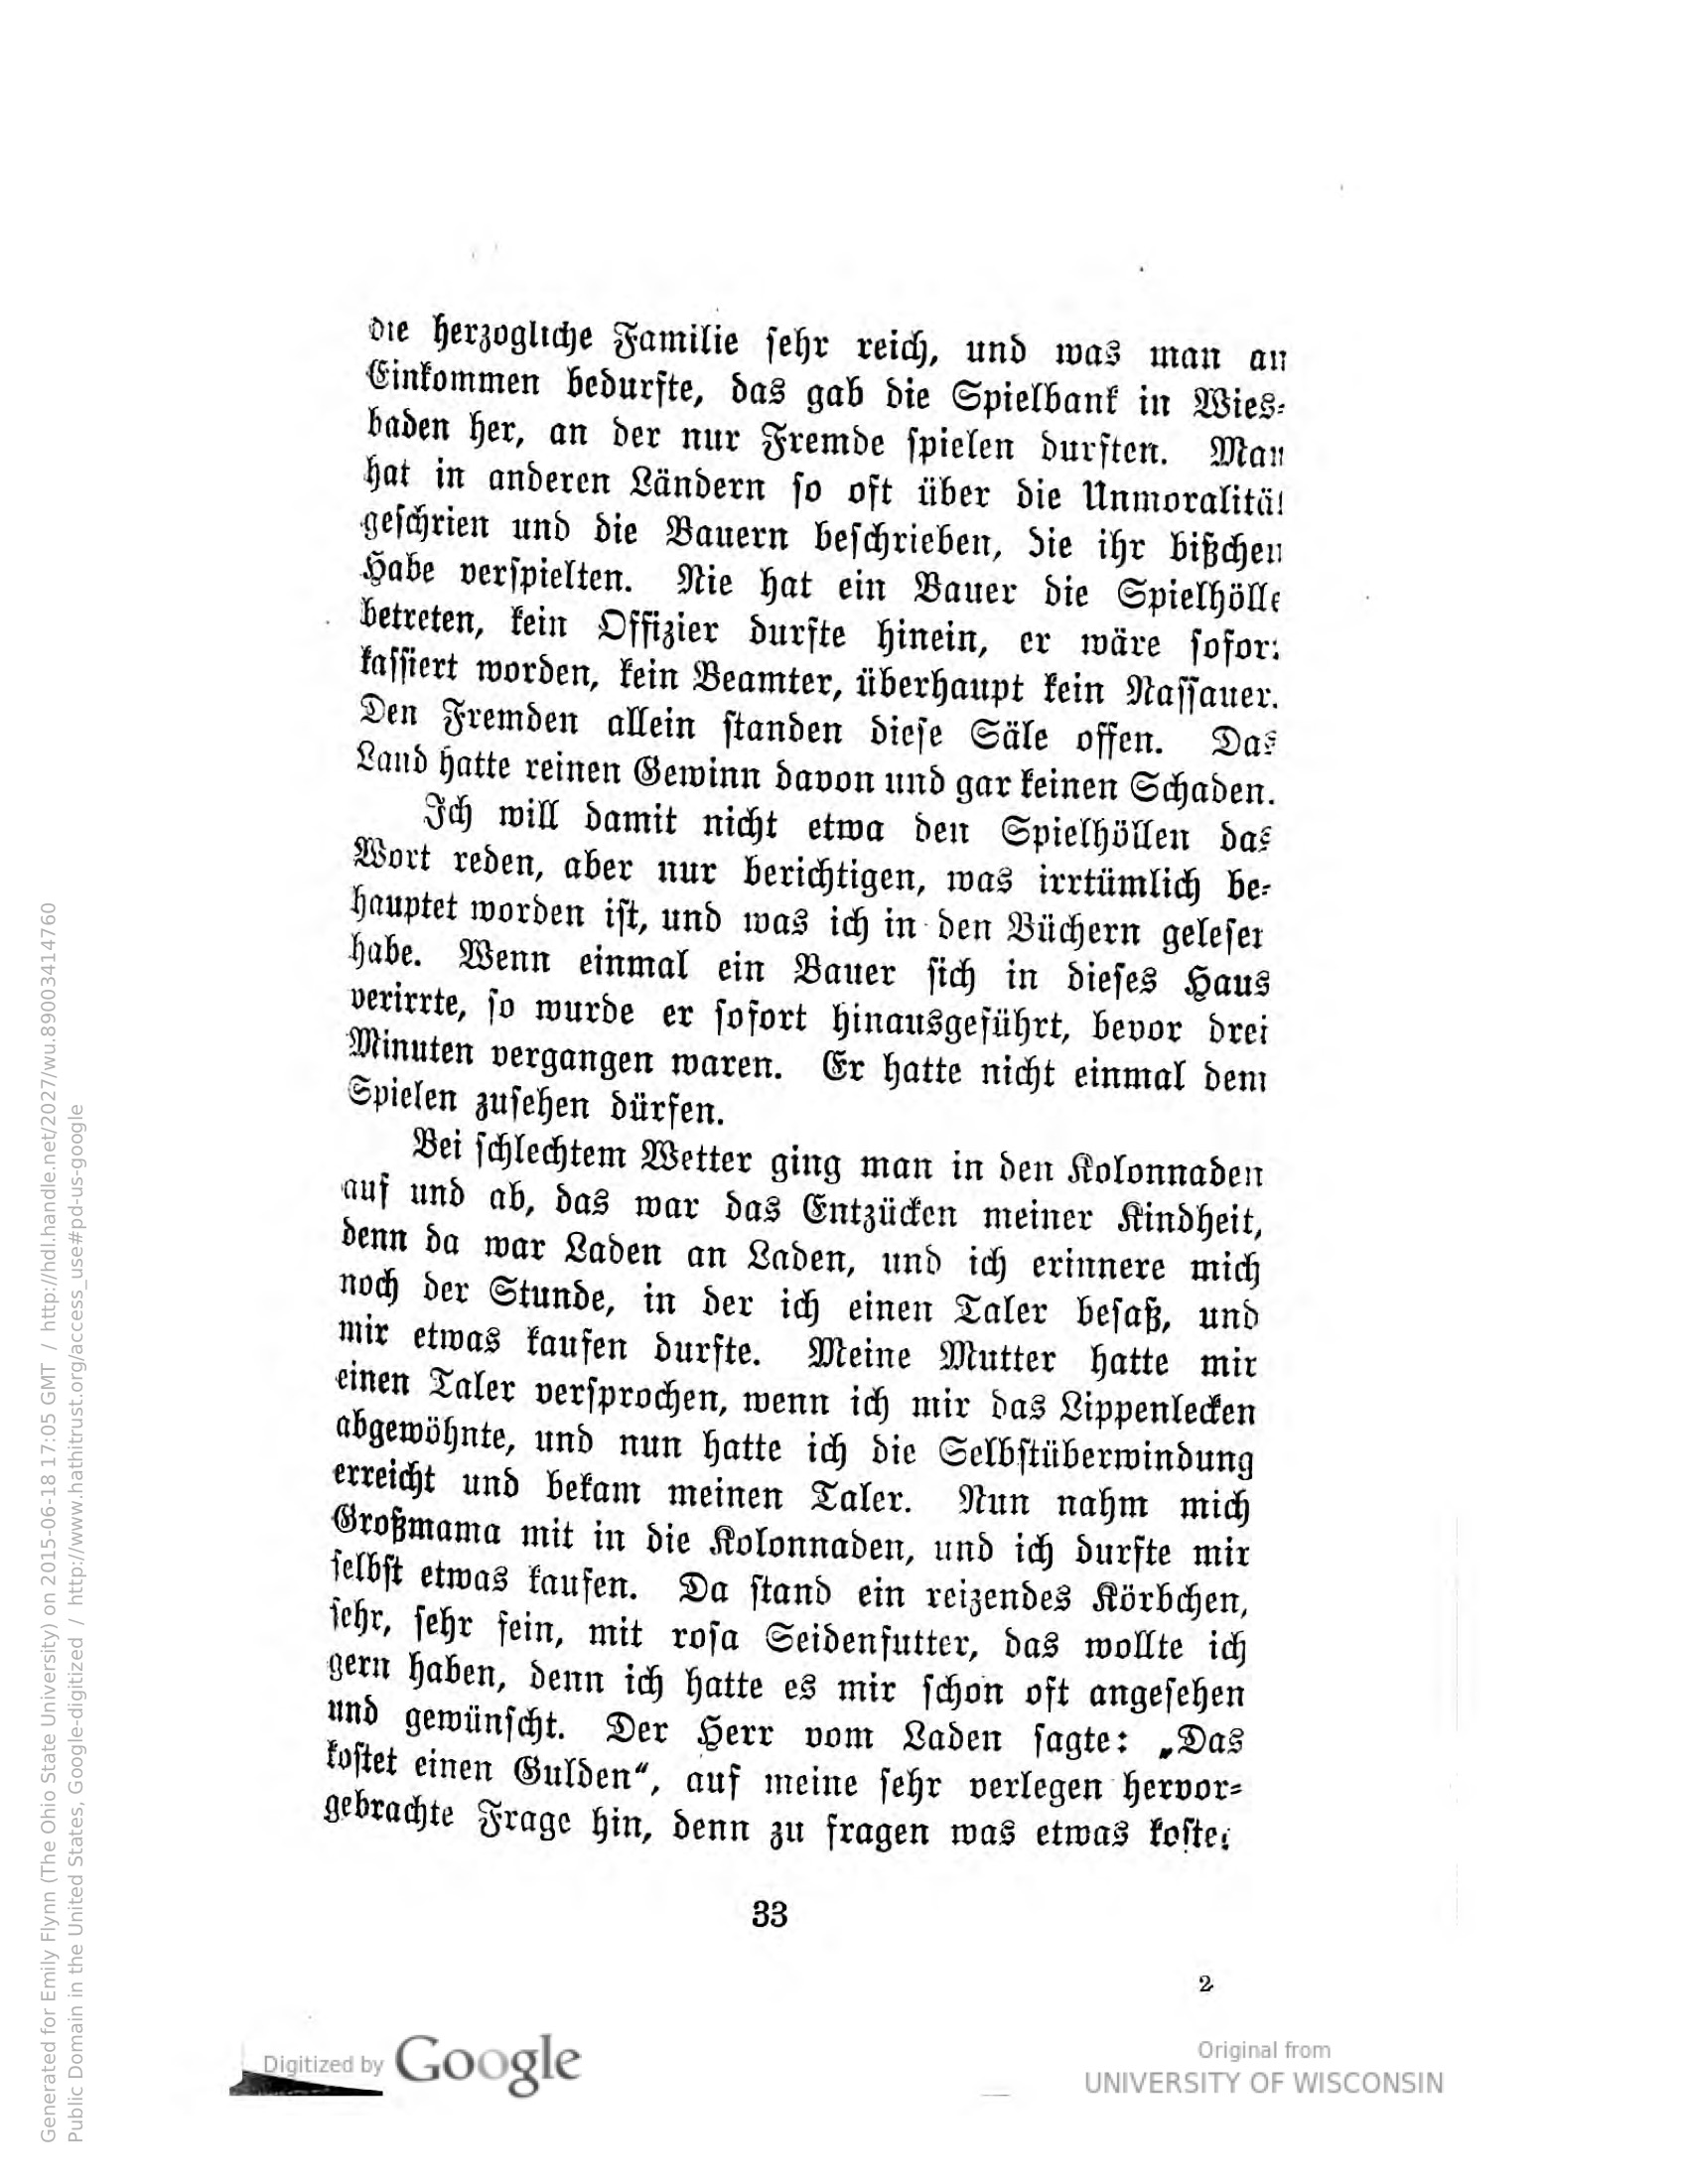 die herzogliche Familie sehr reich, und was man an
Einkommen bedurfte, das gab die Spielbank in Wies-
baden her, an der nur Fremde spielen durften. Man
hat in anderen Ländern so oft über die Unmoralität
geschrien und die Bauern beschrieben, die ihr bißchen
Habe verspielten. Nie hat ein Bauer die Spielhölle
betreten, kein Offizier durfte hinein, er wäre sofort
kassiert worden, kein Beamter, überhaupt kein Nassauer.
Den Fremden allein standen diese Säle offen. Das
Land hatte reinen Gewinn davon und gar keinen Schaden.
Ich will damit nicht etwa den Spielhöllen das
Wort reden, aber nur berichtigen, was irrtümlich be-
hauptet worden ist, und was ich in den Büchern gelesen
habe. Wenn einmal ein Bauer sich in dieses Haus
verirrte, so wurde er sofort hinausgeführt, bevor drei
Minuten vergangen waren. Er hatte nicht einmal dem
Spielen zusehen dürfen.
Bei schlechtem Wetter ging man in den Kolonnaden
auf und ab, das war das Entzücken meiner Kindheit,
denn da war Laden an Laden, und ich erinnere mich
noch der Stunde, in der ich einen Taler besaß, und
mir etwas kaufen durfte. Meine Mutter hatte mir
einen Taler versprochen, wenn ich mir das Lippenlecken
abgewöhnte, und nun hatte ich die Selbstüberwindung
erreicht und bekam meinen Taler. Nun nahm mich
Großmama mit in die Kolonnaden, und ich durfte mir
selbst etwas kaufen. Da stand ein reizendes Körbchen,
sehr, sehr fein, mit rosa Seidenfutter, das wollte ich
gern haben, denn ich hatte es mir schon oft angesehen
und gewünscht. Der Herr vom Laden sagte: „Das
kostet einen Gulden“, auf meine sehr verlegen hervor-
gebrachte Frage hin, denn zu fragen was etwas kostet
33
2
Digitized by Google
Original from
UNIVERSITY OF WISCONSIN
Generated for Emily Flynn (The Ohio State University) on 2015-06-18 17:05 GMT / http://hdl.handle.net/2027/wu.89003414760
Public Domain in the United States, Google-digitized / http://www.hathitrust.org/access_use#pd-us-google